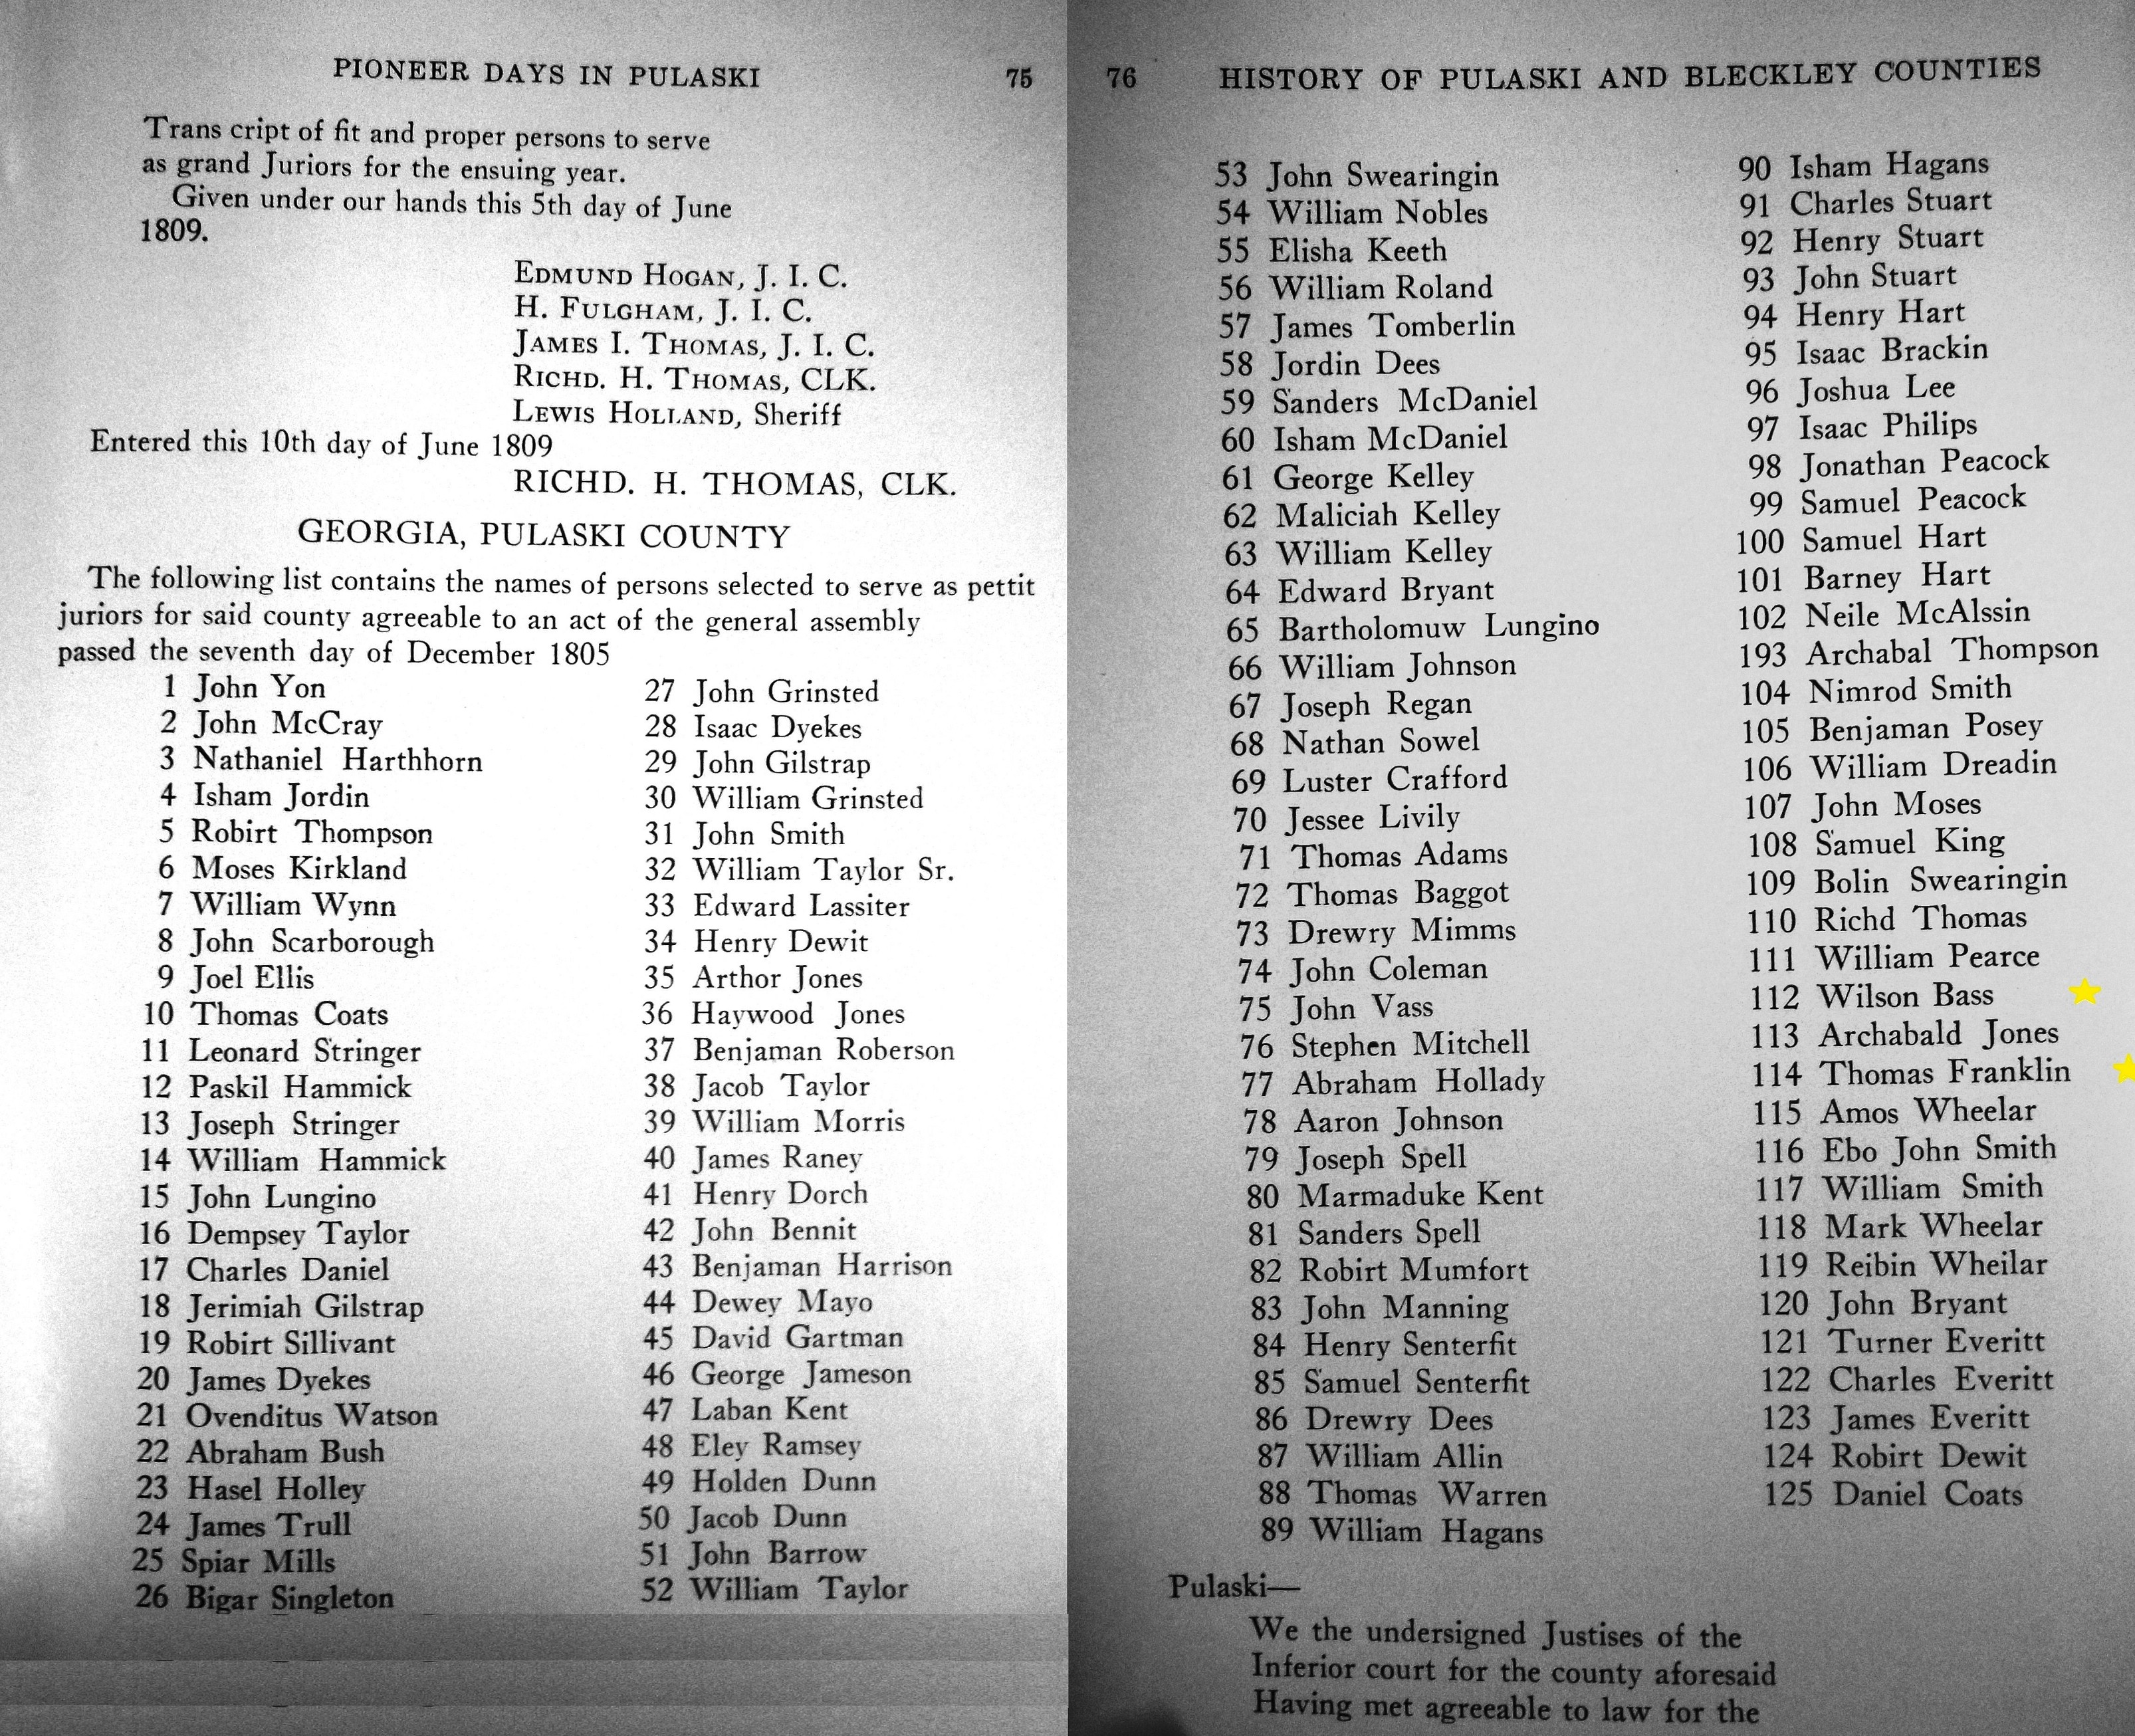 PIONEER DAYS IN PULASKI 75
Trans cript of fit and proper persons to serve
as grand Juriors for the ensuing year.
Given under our hands this 5th day of June
1809.
EDMUND HOGAN, J. I. C.
H. FULGHAM, J. I. C.
JAMES I. THOMAS, J. I. C.
RICHD. H. THOMAS, CLK.
LEWIS HOLLAND, Sheriff
Entered this 10th day of June 1809
RICHD. H. THOMAS, CLK.
GEORGIA, PULASKI COUNTY
The following list contains the names of persons selected to serve as pettit
juriors for said county agreeable to an act of the general assembly
passed the seventh day of December 1805
1 John Yon
2 John McCray
3 Nathaniel Harthhorn
4 Isham Jordin
5 Robirt Thompson
6 Moses Kirkland
7 William Wynn
8 John Scarborough
9 Joel Ellis
10 Thomas Coats
11 Leonard Stringer
12 Paskil Hammick
13 Joseph Stringer
14 William Hammick
15 John Lungino
16 Dempsey Taylor
17 Charles Daniel
18 Jerimiah Gilstrap
19 Robirt Sillivant
20 James Dyekes
21 Ovenditus Watson
22 Abraham Bush
23 Hasel Holley
24 James Trull
25 Spiar Mills
26 Bigar Singleton
27 John Grinsted
28 Isaac Dyekes
29 John Gilstrap
30 William Grinsted
31 John Smith
32 William Taylor Sr.
33 Edward Lassiter
34 Henry Dewit
35 Arthor Jones
36 Haywood Jones
37 Benjaman Roberson
38 Jacob Taylor
39 William Morris
40 James Raney
41 Henry Dorch
42 John Bennit
43 Benjaman Harrison
44 Dewey Mayo
45 David Gartman
46 George Jameson
47 Laban Kent
48 Eley Ramsey
49 Holden Dunn
50 Jacob Dunn
51 John Barrow
52 William Taylor
76 HISTORY OF PULASKI AND BLECKLEY COUNTIES
53 John Swearingin
54 William Nobles
55 Elisha Keeth
56 William Roland
57 James Tomberlin
58 Jordin Dees
59 Sanders McDaniel
60 Isham McDaniel
61 George Kelley
62 Maliciah Kelley
63 William Kelley
64 Edward Bryant
65 Bartholomuw Lungino
66 William Johnson
67 Joseph Regan
68 Nathan Sowel
69 Luster Crafford
70 Jessee Livily
71 Thomas Adams
72 Thomas Baggot
73 Drewry Mimms
74 John Coleman
75 John Vass
76 Stephen Mitchell
77 Abraham Hollady
78 Aaron Johnson
79 Joseph Spell
80 Marmaduke Kent
81 Sanders Spell
82 Robirt Mumfort
83 John Manning
84 Henry Senterfit
85 Samuel Senterfit
86 Drewry Dees
87 William Allin
88 Thomas Warren
89 William Hagans
90 Isham Hagans
91 Charles Stuart
92 Henry Stuart
93 John Stuart
94 Henry Hart
95 Isaac Brackin
96 Joshua Lee
97 Isaac Philips
98 Jonathan Peacock
99 Samuel Peacock
100 Samuel Hart
101 Barney Hart
102 Neile McAlssin
193 Archabal Thompson
104 Nimrod Smith
105 Benjaman Posey
106 William Dreadin
107 John Moses
108 Samuel King
109 Bolin Swearingin
110 Richd Thomas
111 William Pearce
112 Wilson Bass
113 Archabald Jones
114 Thomas Franklin
115 Amos Wheelar
116 Ebo John Smith
117 William Smith
118 Mark Wheelar
119 Reibin Wheilar
120 John Bryant
121 Turner Everitt
122 Charles Everitt
123 James Everitt
124 Robirt Dewit
125 Daniel Coats
Pulaski—
We the undersigned Justises of the
Inferior court for the county aforesaid
Having met agreeable to law for the